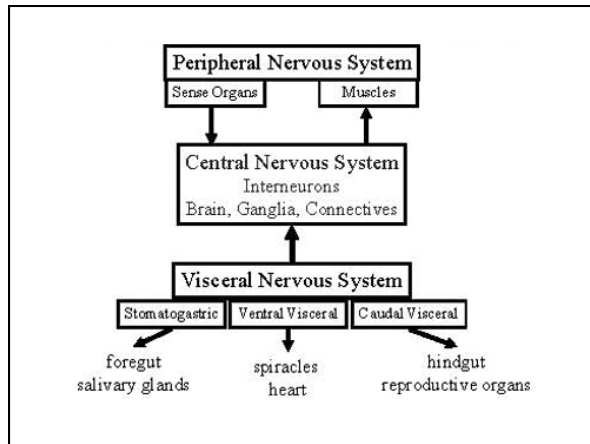 Peripheral Nervous System
Sense Organs
Muscles
Central Nervous System
Interneurons
Brain, Ganglia, Connectives
Visceral Nervous System
Stomatogastric
Ventral Visceral
Caudal Visceral
foregut
salivary glands
spiracles
heart
hindgut
reproductive organs